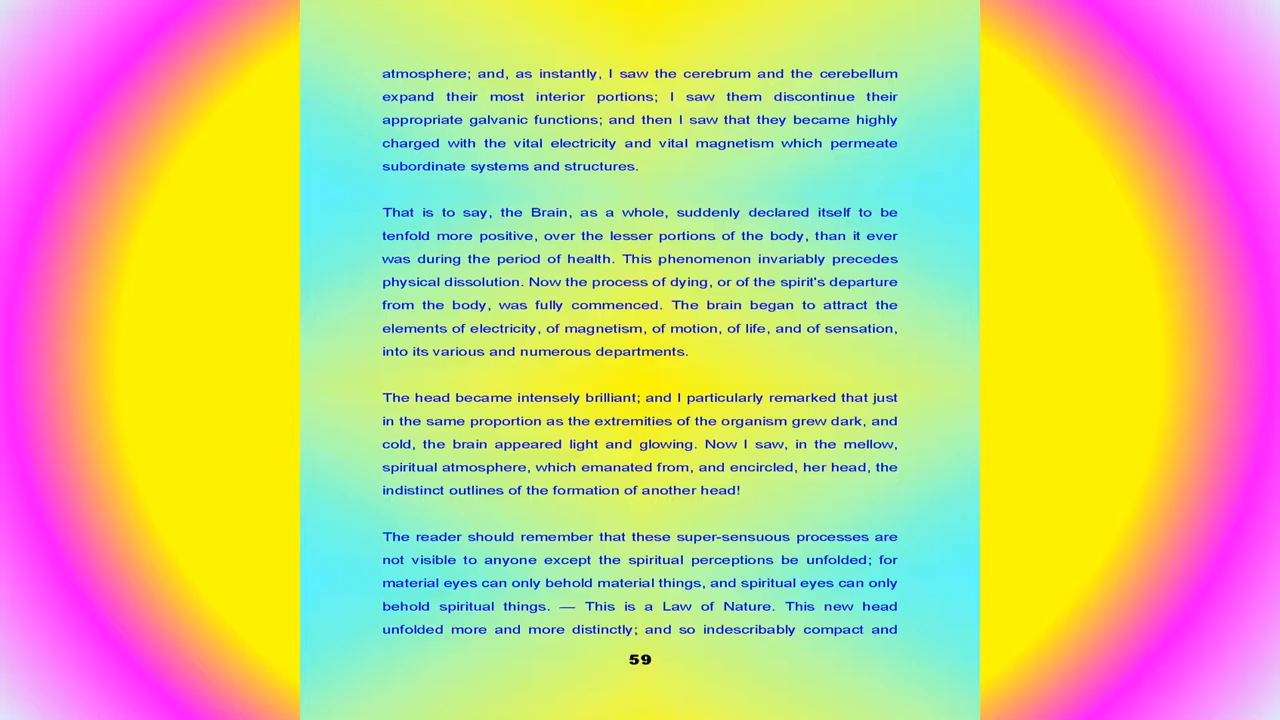 atmosphere; and, as instantly, I saw the cerebrum and the cerebellum
expand their most interior portions; I saw them discontinue their
appropriate galvanic functions; and then I saw that they became highly
charged with the vital electricity and vital magnetism which permeate
subordinate systems and structures.
That is to say, the Brain, as a whole, suddenly declared itself to be
tenfold more positive, over the lesser portions of the body, than it ever
was during the period of health. This phenomenon invariably precedes
physical dissolution. Now the process of dying, or of the spirit's departure
from the body, was fully commenced. The brain began to attract the
elements of electricity, of magnetism, of motion, of life, and of sensation,
into its various and numerous departments.
The head became intensely brilliant; and I particularly remarked that just
in the same proportion as the extremities of the organism grew dark, and
cold, the brain appeared light and glowing. Now I saw, in the mellow,
spiritual atmosphere, which emanated from, and encircled, her head, the
indistinct outlines of the formation of another head!
The reader should remember that these super-sensuous processes are
not visible to anyone except the spiritual perceptions be unfolded; for
material eyes can only behold material things, and spiritual eyes can only
behold spiritual things. — This is a Law of Nature. This new head
unfolded more and more distinctly; and so indescribably compact and
59